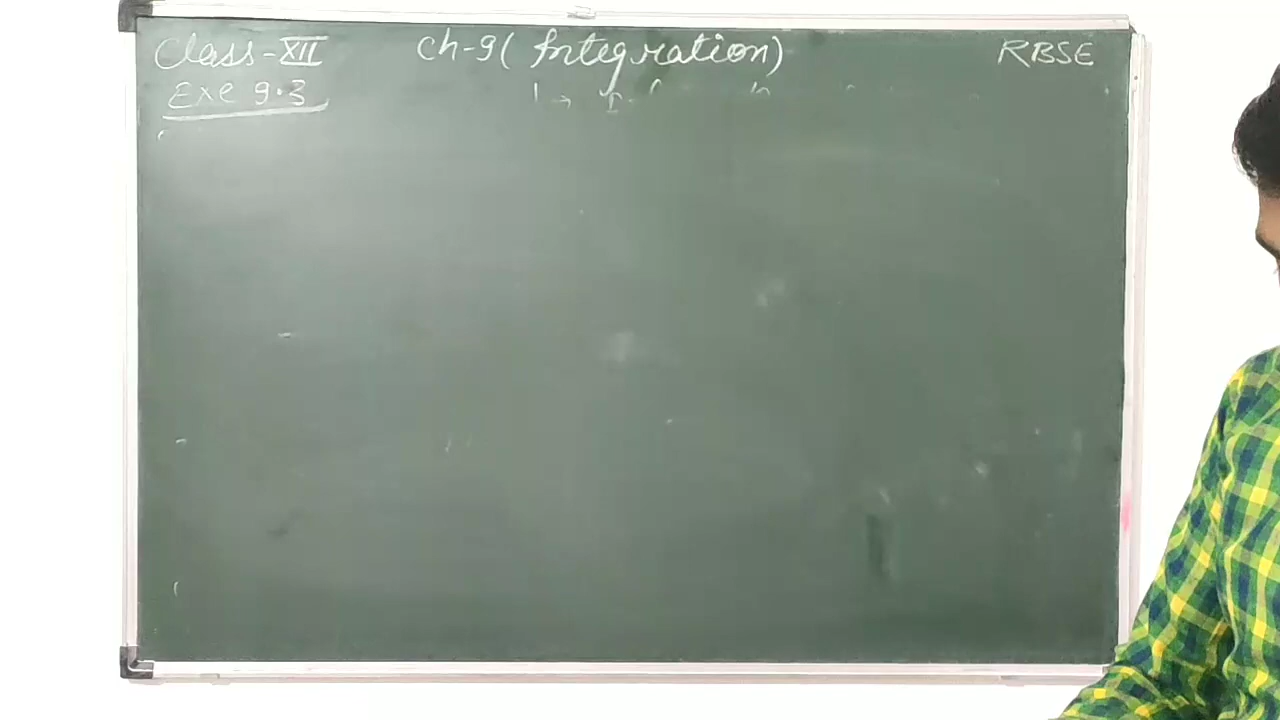 Class-XII Ch-9 (Integration) RBSE
Exe 9.3